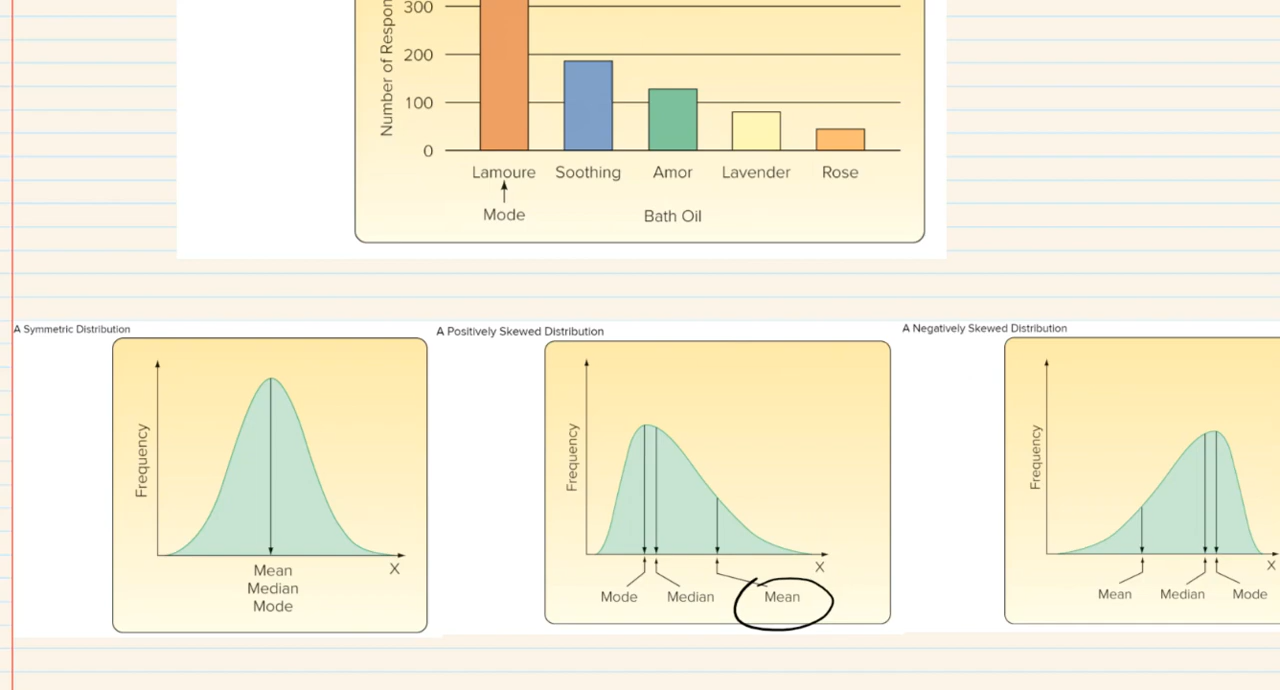 Number of Respon
300
200
100
0
Lamoure
Soothing
Amor
Lavender
Rose
Mode
Bath Oil
A Symmetric Distribution
Frequency
X
Mean
Median
Mode
A Positively Skewed Distribution
Frequency
X
Mode
Median
Mean
A Negatively Skewed Distribution
Frequency
X
Mean
Median
Mode